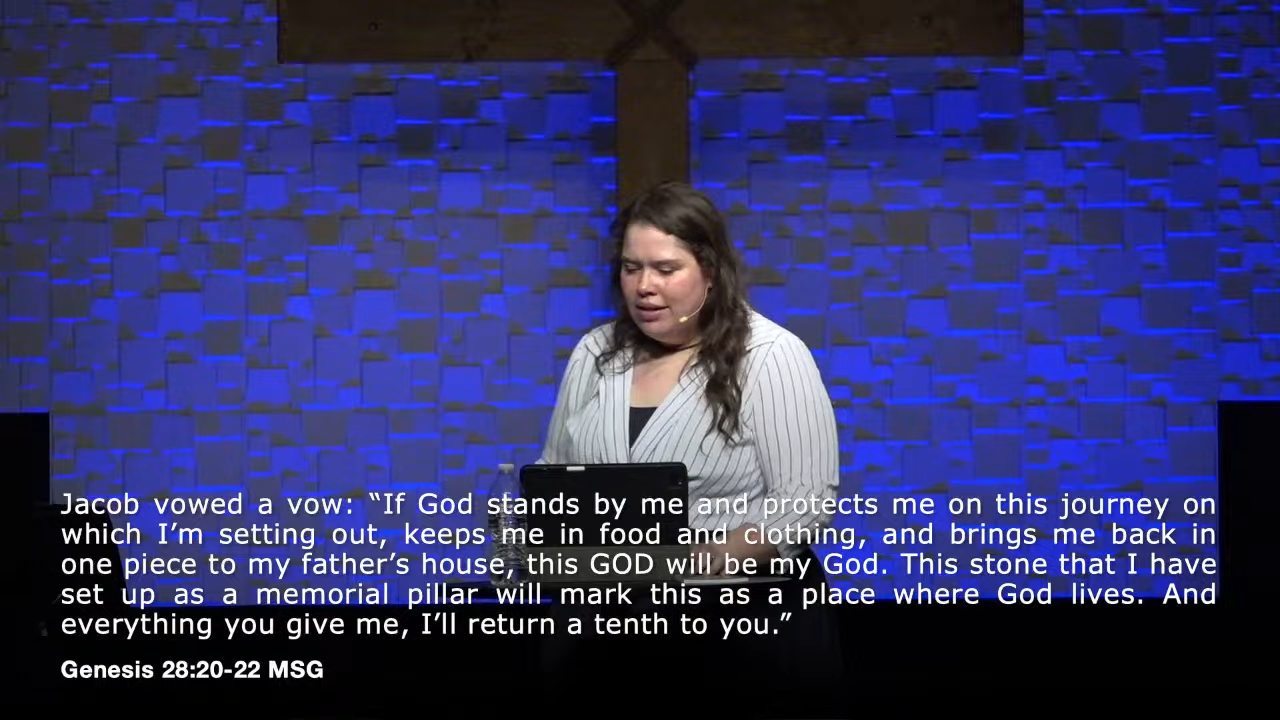 Jacob vowed a vow: “If God stands by me and protects me on this journey on
which I’m setting out, keeps me in food and clothing, and brings me back in
one piece to my father’s house, this GOD will be my God. This stone that I have
set up as a memorial pillar will mark this as a place where God lives. And
everything you give me, I’ll return a tenth to you.”
Genesis 28:20-22 MSG